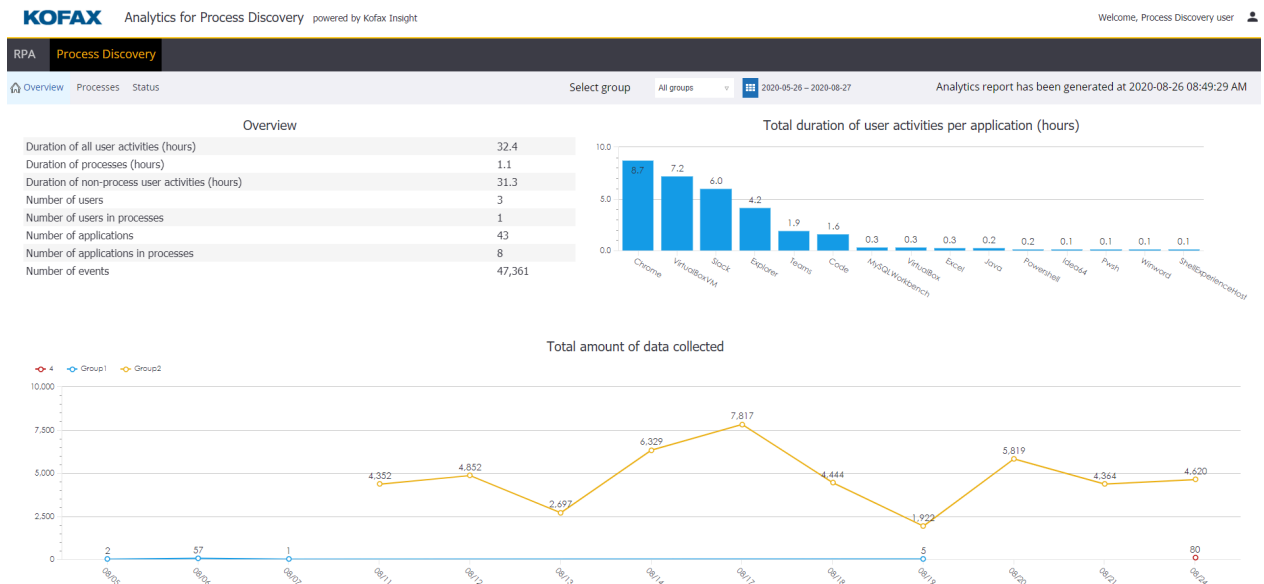 KOFAX Analytics for Process Discovery powered by Kofax Insight Welcome, Process Discovery user
RPA Process Discovery
Overview Processes Status Select group All groups 2020-05-26 – 2020-08-27 Analytics report has been generated at 2020-08-26 08:49:29 AM
Overview
Duration of all user activities (hours) 32.4
Duration of processes (hours) 1.1
Duration of non-process user activities (hours) 31.3
Number of users 3
Number of users in processes 1
Number of applications 43
Number of applications in processes 8
Number of events 47,361
Total duration of user activities per application (hours)
10.0
5.0
0.0
8.7 7.2 6.0 4.2 1.9 1.6 0.3 0.3 0.3 0.2 0.2 0.1 0.1 0.1 0.1
Chrome VirtualBoxVM Slack Explorer Teams Code MySQLWorkbench VirtualBox Excel Java Powershell Idea64 Pwsh Winword ShellExperienceHost
Total amount of data collected
4 Group1 Group2
10,000
7,500
5,000
2,500
0
4,352 4,852 2,697 6,329 7,817 4,444 1,922 5,819 4,364 4,620
2 57 1 5 80
08/05 08/06 08/07 08/11 08/12 08/13 08/14 08/17 08/18 08/19 08/20 08/21 08/24